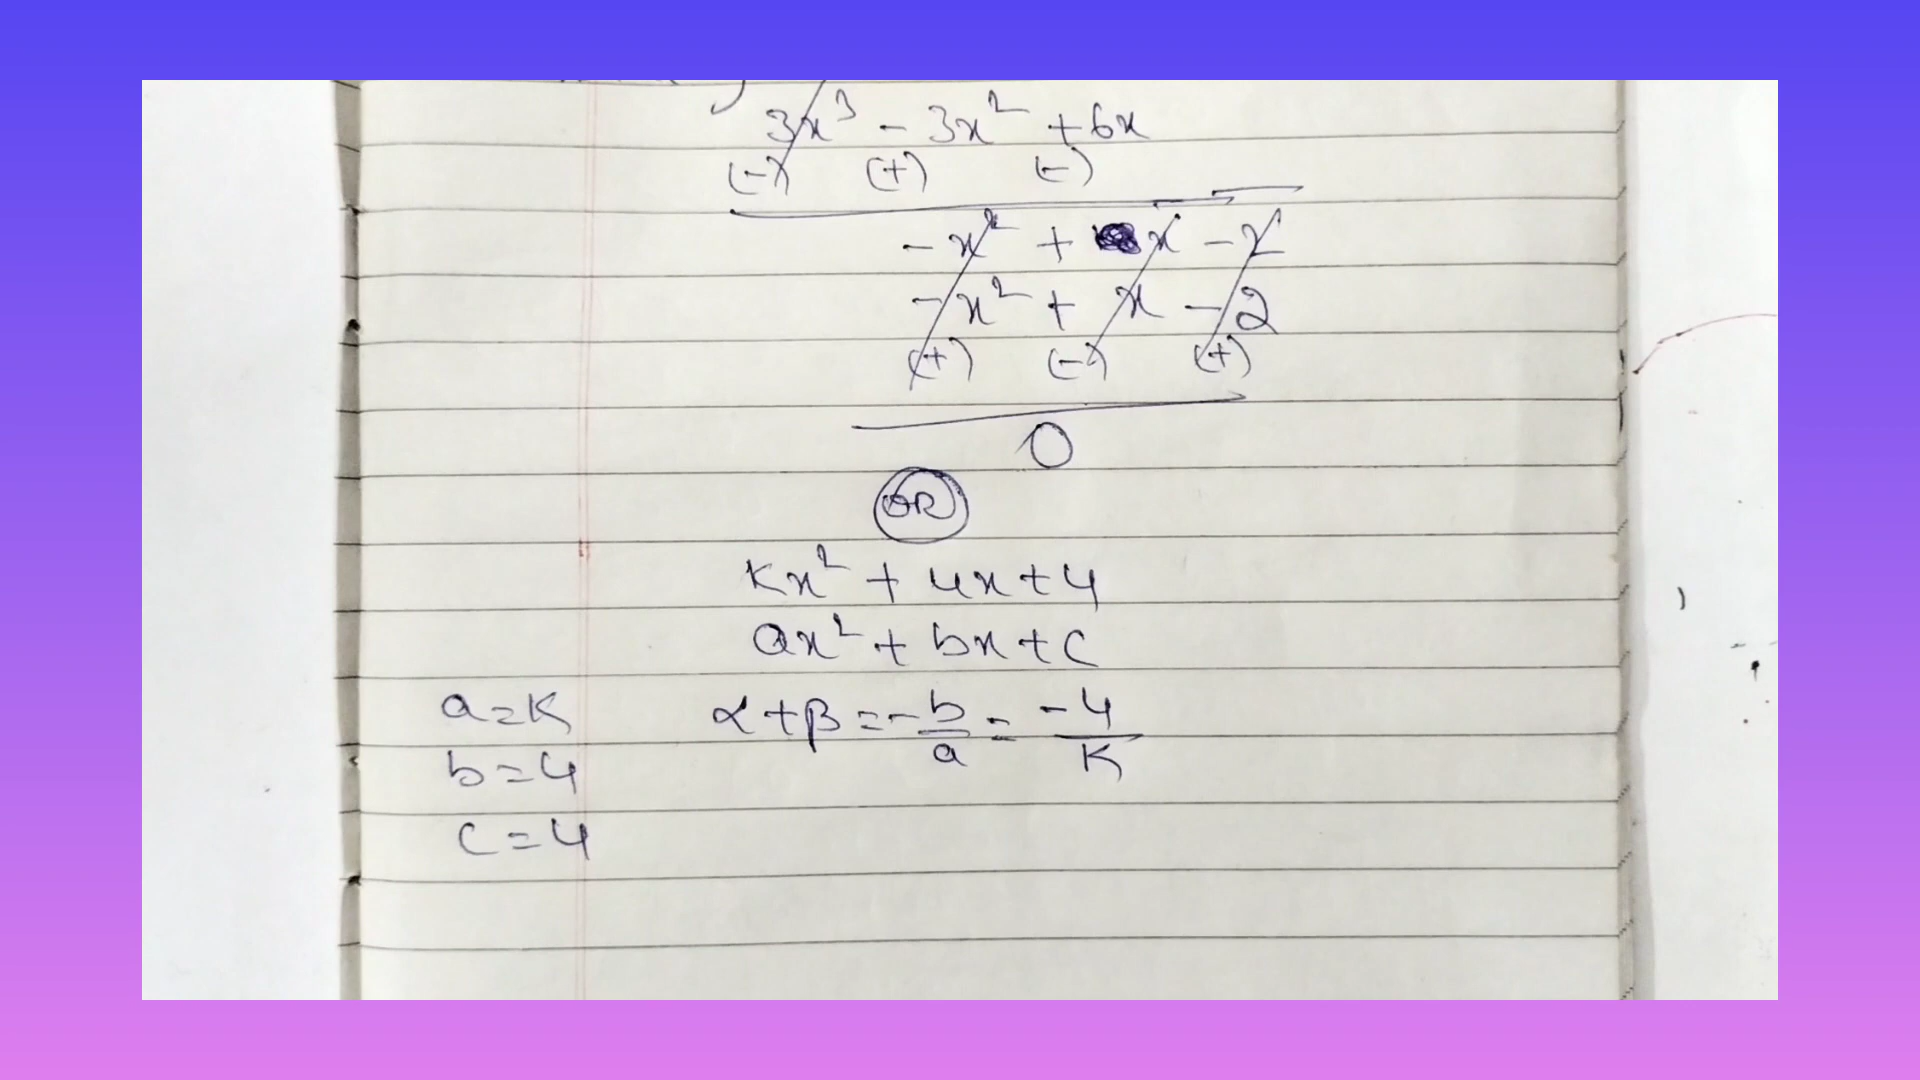 3x³ - 3x² + 6x
(-) (+) (-)
- x² + x - 2
- x² + x - 2
(+) (-) (+)
0
OR
Kx² + 4x + 4
ax² + bx + c
a = K α + β = - b/a = -4/K
b = 4
c = 4